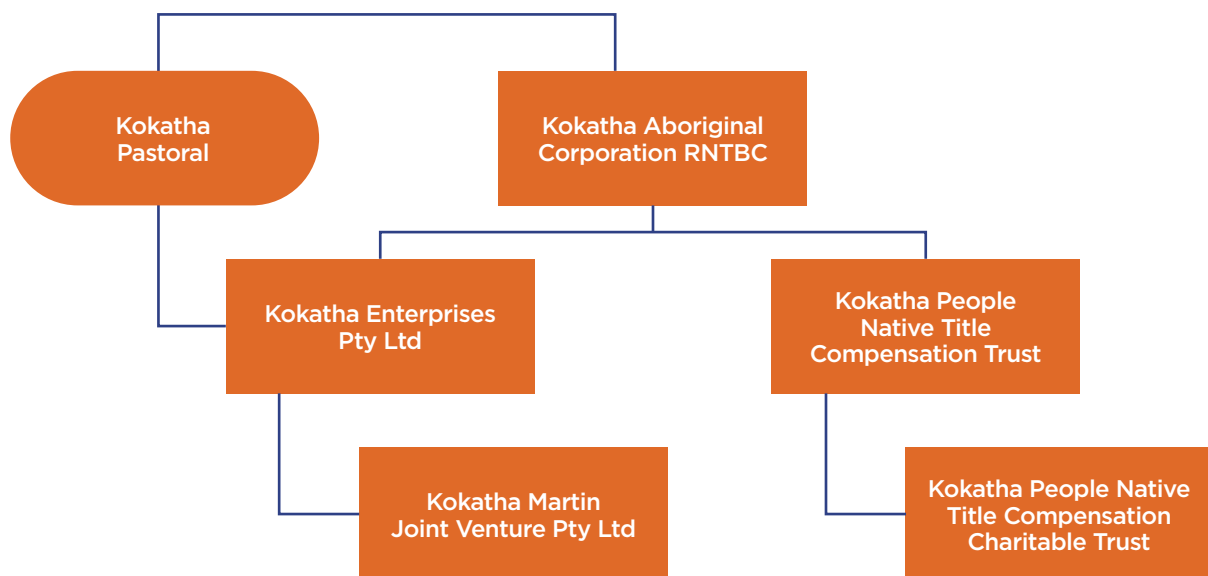 Kokatha
Pastoral
Kokatha Aboriginal
Corporation RNTBC
Kokatha Enterprises
Pty Ltd
Kokatha People
Native Title
Compensation Trust
Kokatha Martin
Joint Venture Pty Ltd
Kokatha People Native
Title Compensation
Charitable Trust